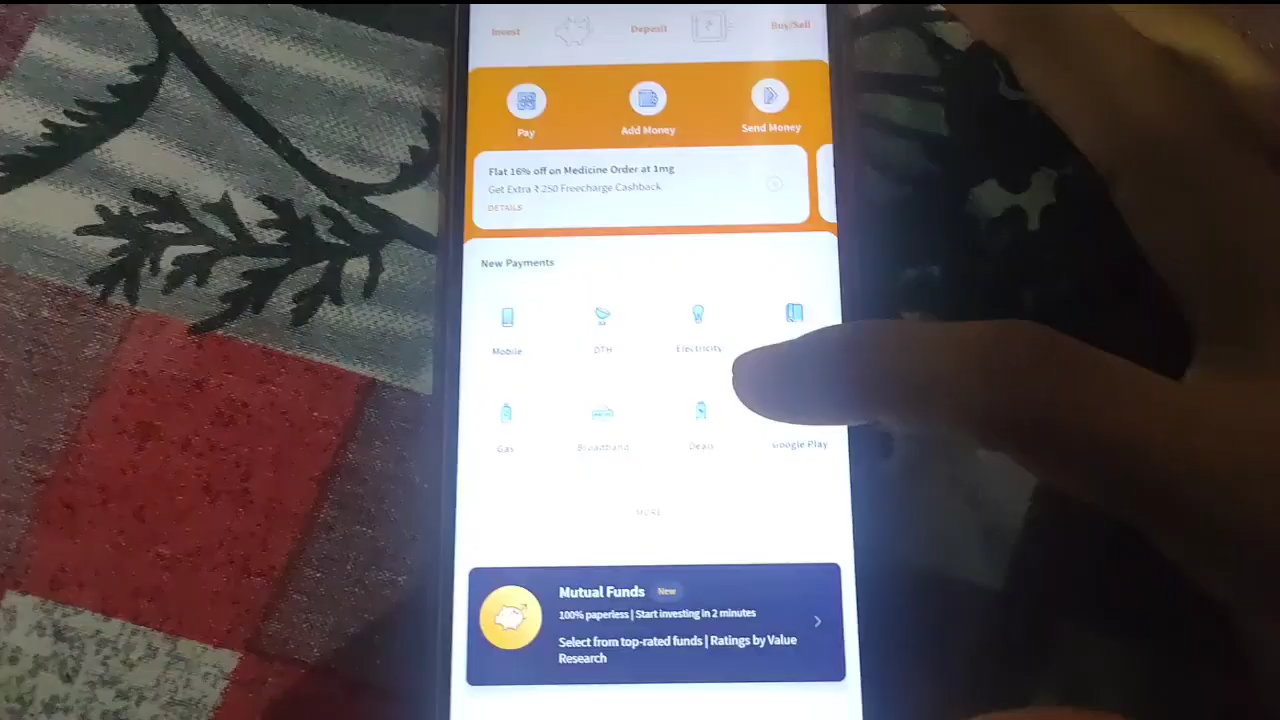 Invest
Deposit
Buy/Sell
Pay
Add Money
Send Money
Flat 16% off on Medicine Order at 1mg
Get Extra ₹ 250 Freecharge Cashback
DETAILS
New Payments
Mobile
DTH
Electricity
Gas
Broadband
Deals
Google Play
MORE
Mutual Funds New
100% paperless | Start investing in 2 minutes
Select from top-rated funds | Ratings by Value
Research